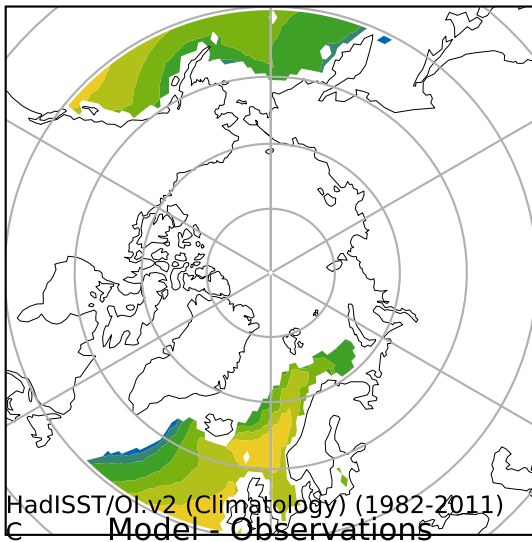 HadISST/OI.v2 (Climatology) (1982-2011)
C Model - Observations